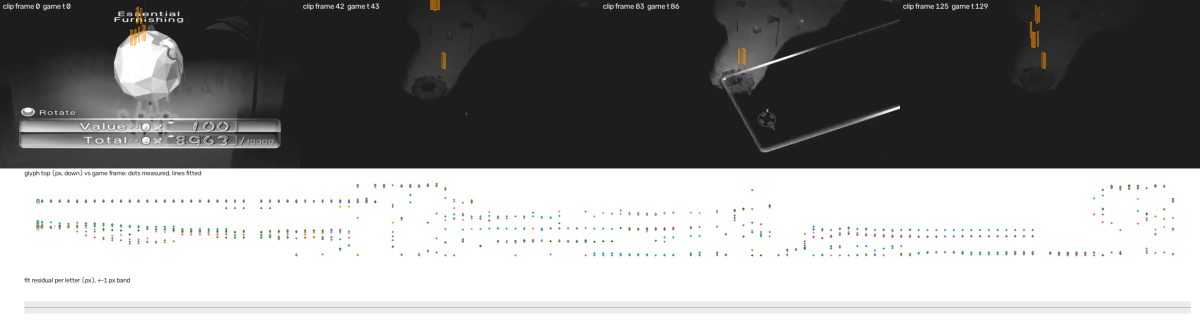 clip frame 0 game t 0
clip frame 42 game t 43
clip frame 83 game t 86
clip frame 125 game t 129
Essential
Furnishing
Rotate
Value 100
Total 8963/10000
glyph top (px, down) vs game frame: dots measured, lines fitted
fit residual per letter (px), +-1 px band